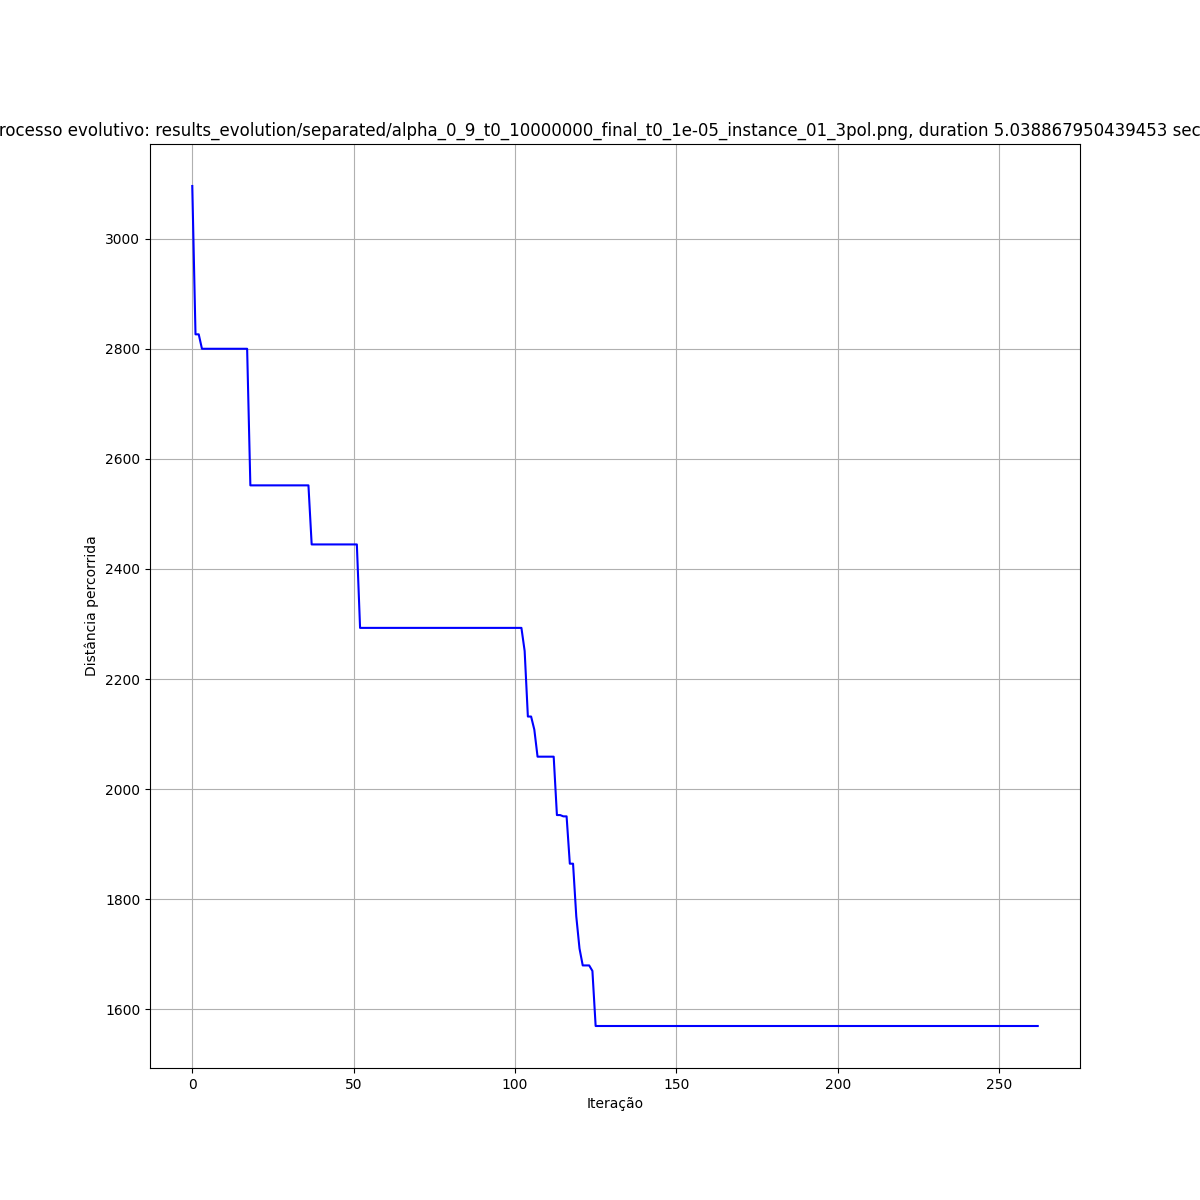 rocesso evolutivo: results_evolution/separated/alpha_0_9_t0_10000000_final_t0_1e-05_instance_01_3pol.png, duration 5.038867950439453 sec
3000
2800
2600
2400
2200
2000
1800
1600
Distância percorrida
0 50 100 150 200 250
Iteração